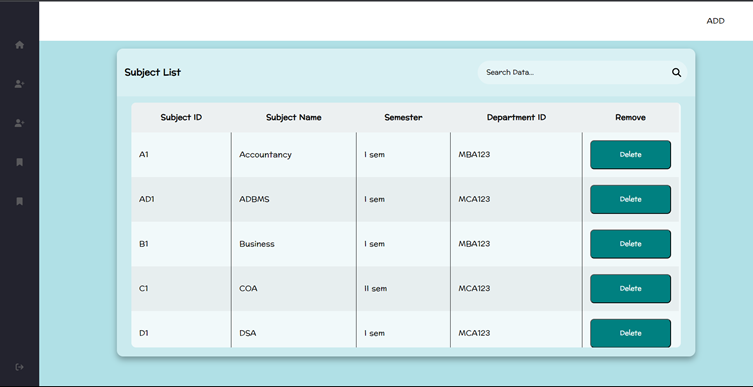 ADD
Subject List Search Data...
Subject ID Subject Name Semester Department ID Remove
A1 Accountancy I sem MBA123 Delete
AD1 ADBMS I sem MCA123 Delete
B1 Business I sem MBA123 Delete
C1 COA II sem MCA123 Delete
D1 DSA I sem MCA123 Delete